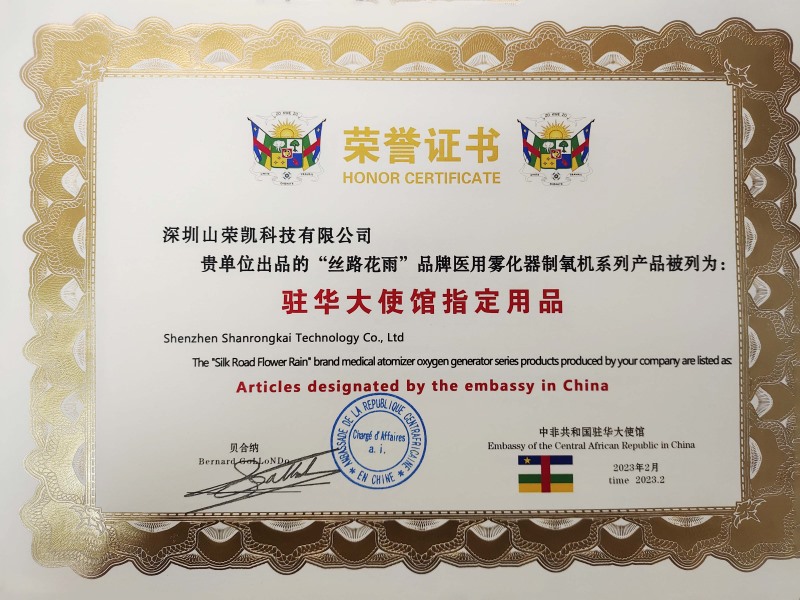 荣誉证书
HONOR CERTIFICATE
深圳山荣凯科技有限公司
贵单位出品的“丝路花雨”品牌医用雾化器制氧机系列产品被列为：
驻华大使馆指定用品
Shenzhen Shanrongkai Technology Co., Ltd
The "Silk Road Flower Rain" brand medical atomizer oxygen generator series products produced by your company are listed as:
Articles designated by the embassy in China
贝合纳
Bernard GoLLoNDo
AMBASSADE DE LA REPUBLIQUE CENTRAFRICAINE
Chargé d'Affaires
a. i.
EN CHINE
中非共和国驻华大使馆
Embassy of the Central African Republic in China
2023年2月
time 2023.2